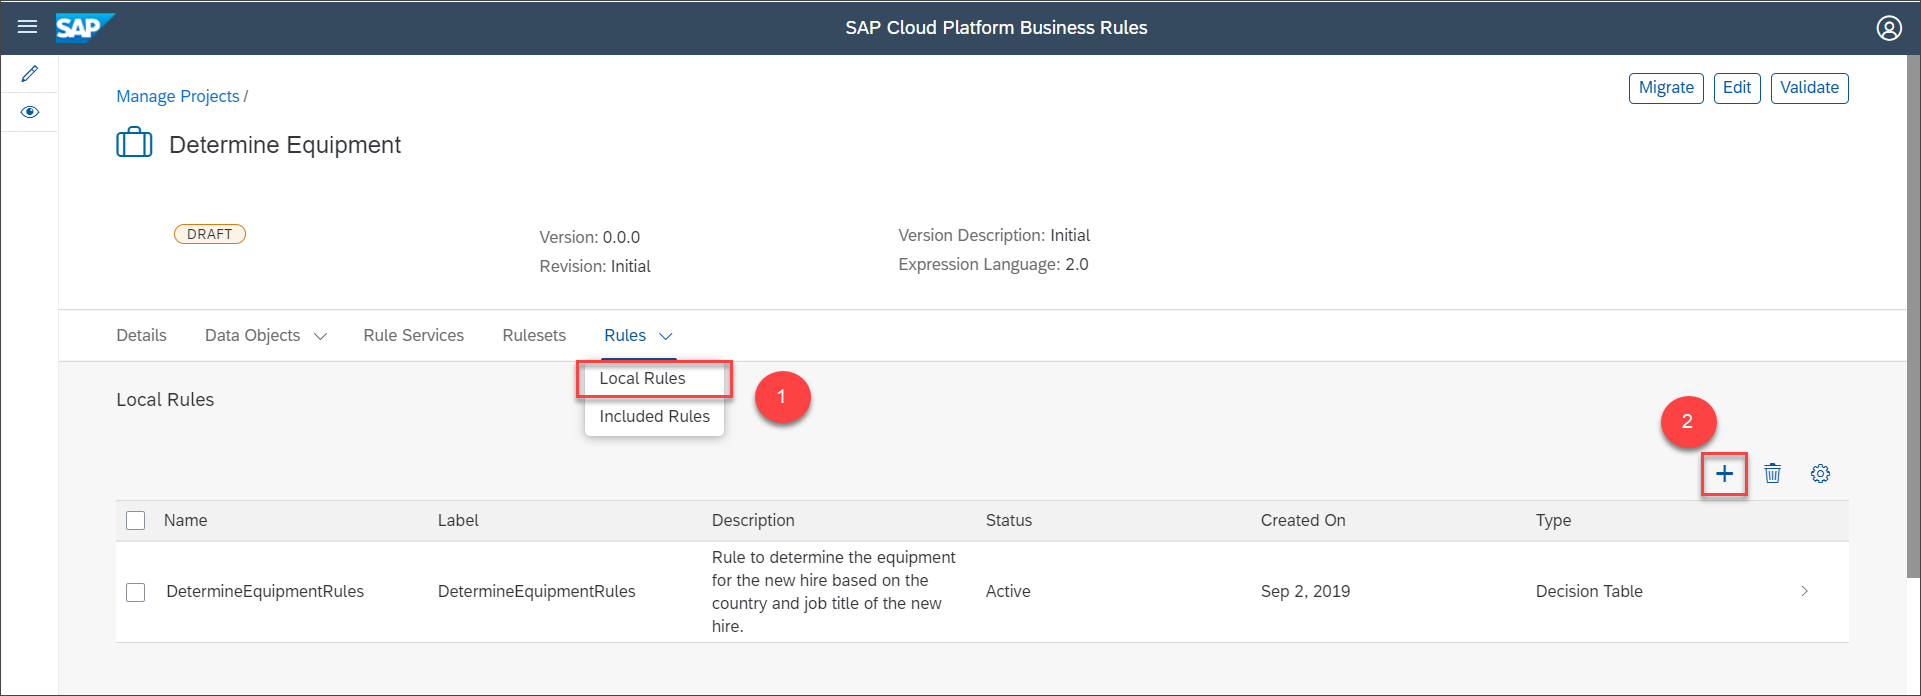 SAP
SAP Cloud Platform Business Rules
Manage Projects /
Migrate
Edit
Validate
Determine Equipment
DRAFT
Version: 0.0.0
Revision: Initial
Version Description: Initial
Expression Language: 2.0
Details
Data Objects
Rule Services
Rulesets
Rules
Local Rules
Included Rules
1
Local Rules
2
Name
Label
Description
Status
Created On
Type
DetermineEquipmentRules
DetermineEquipmentRules
Rule to determine the equipment
for the new hire based on the
country and job title of the new
hire.
Active
Sep 2, 2019
Decision Table